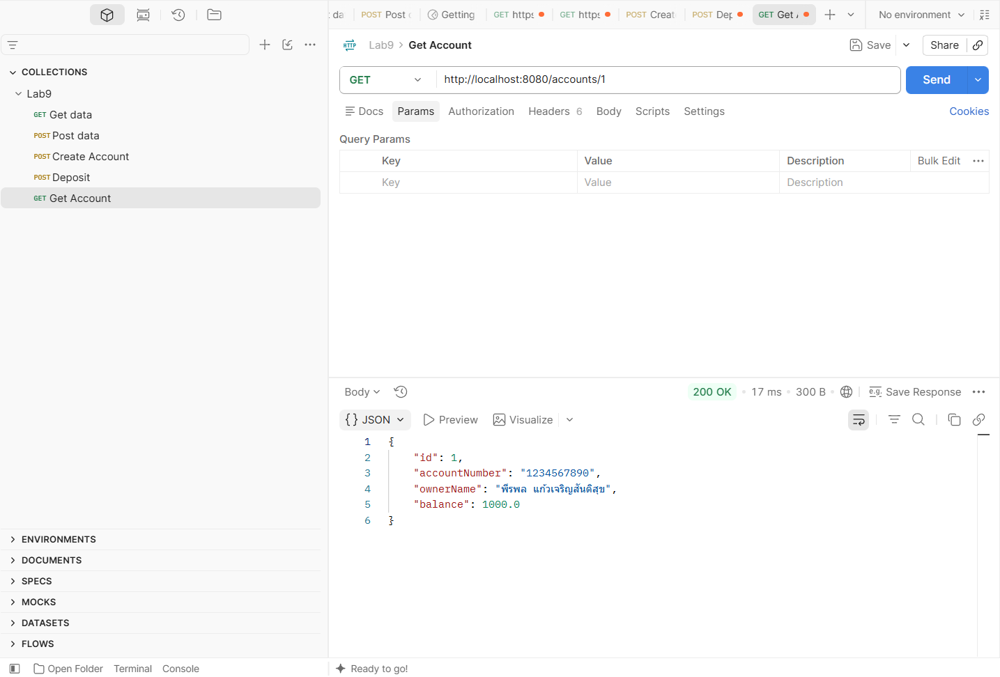 t da
POST Post
Getting
GET https
GET https
POST Creat
POST Dep
GET Get
No environment
COLLECTIONS
Lab9
GET Get data
POST Post data
POST Create Account
POST Deposit
GET Get Account
ENVIRONMENTS
DOCUMENTS
SPECS
MOCKS
DATASETS
FLOWS
HTTP Lab9 > Get Account
Save
Share
GET
http://localhost:8080/accounts/1
Send
Docs Params Authorization Headers 6 Body Scripts Settings
Cookies
Query Params
Key Value Description Bulk Edit
Key Value Description
Body
200 OK • 17 ms • 300 B •
e.g. Save Response
{} JSON
Preview
Visualize
1 {
2 "id": 1,
3 "accountNumber": "1234567890",
4 "ownerName": "พีรพล แก้วเจริญสันติสุข",
5 "balance": 1000.0
6 }
Open Folder Terminal Console
Ready to go!